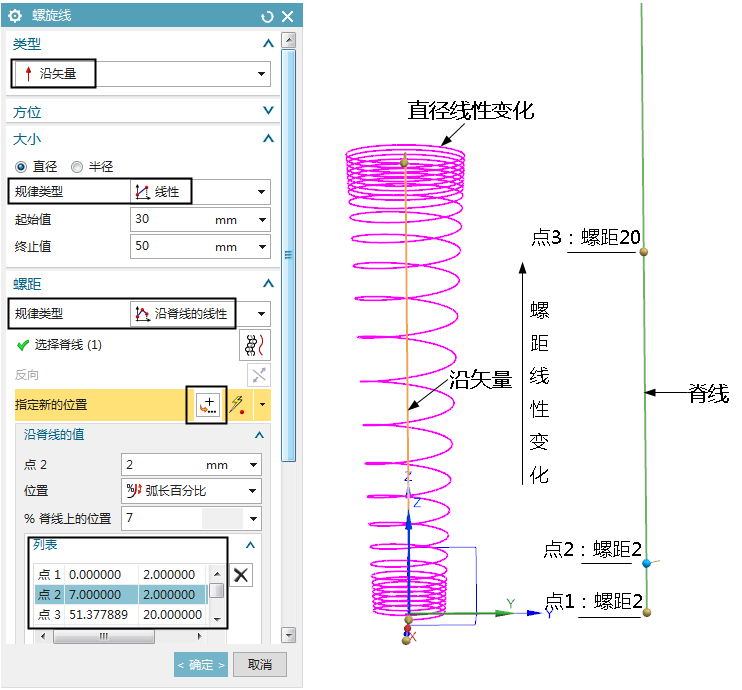 螺旋线
类型
沿矢量
方位
大小
直径 半径
规律类型 线性
起始值 30 mm
终止值 50 mm
螺距
规律类型 沿脊线的线性
选择脊线 (1)
反向
指定新的位置
沿脊线的值
点 2 2 mm
位置 弧长百分比
% 脊线上的位置 7
列表
点 1 0.000000 2.000000
点 2 7.000000 2.000000
点 3 51.377889 20.000000
< 确定 > 取消
直径线性变化
沿矢量
Z
Z
Y
Y
X
螺距线性变化
点3：螺距20
脊线
点2：螺距2
点1：螺距2